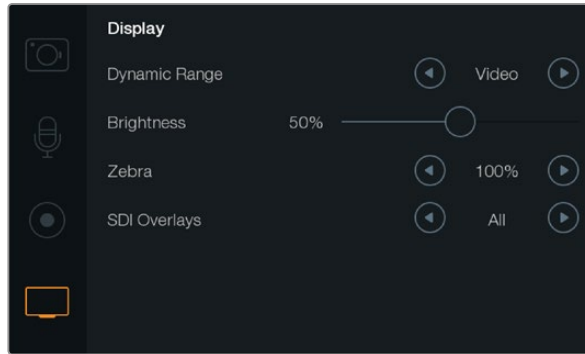 Display
Dynamic Range Video
Brightness 50%
Zebra 100%
SDI Overlays All